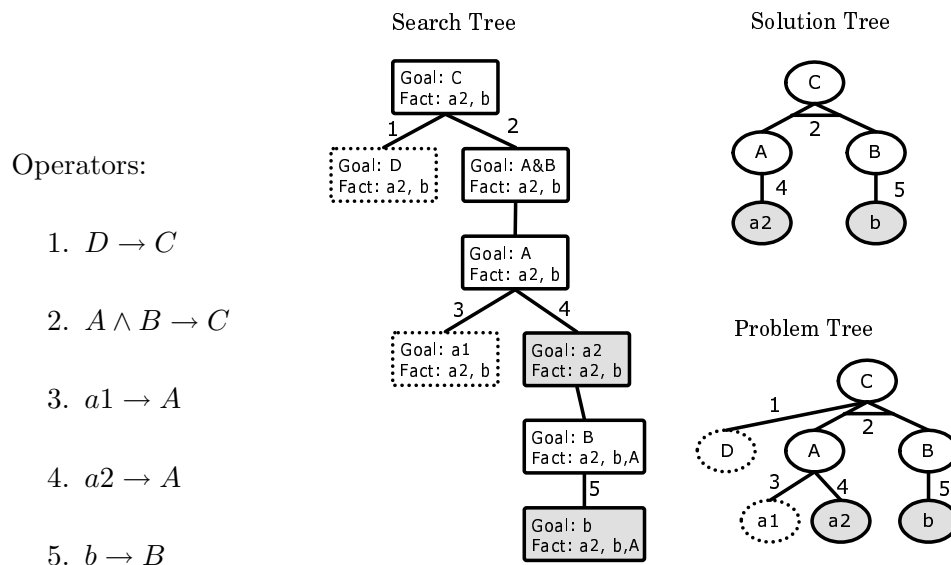 Operators:
1. D → C
2. A ∧ B → C
3. a1 → A
4. a2 → A
5. b → B
Search Tree
Goal: C
Fact: a2, b
1
2
Goal: D
Fact: a2, b
Goal: A&B
Fact: a2, b
Goal: A
Fact: a2, b
3
4
Goal: a1
Fact: a2, b
Goal: a2
Fact: a2, b
Goal: B
Fact: a2, b,A
5
Goal: b
Fact: a2, b,A
Solution Tree
C
2
A
B
4
5
a2
b
Problem Tree
C
1
2
D
A
B
3
4
5
a1
a2
b